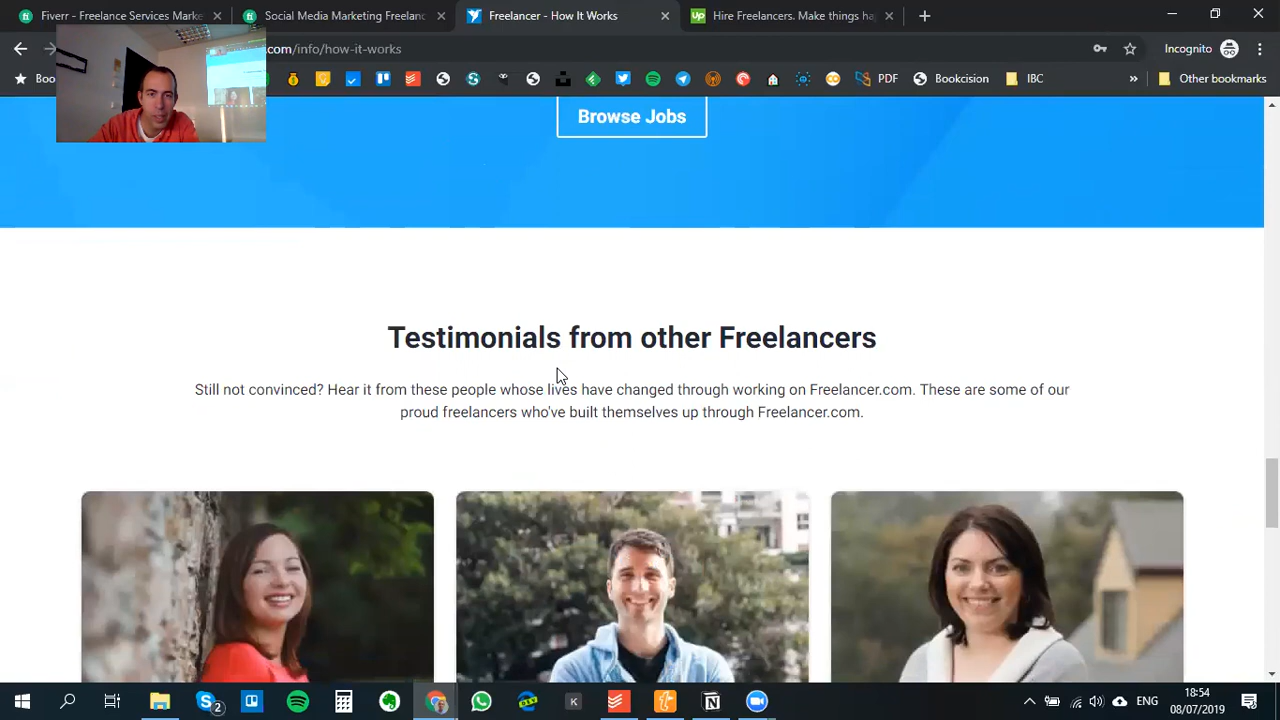 Fiverr - Freelance Services Marke
Social Media Marketing Freelanc
Freelancer - How It Works
Up
Hire Freelancers. Make things ha
.com/info/how-it-works
Incognito
Boo
PDF
Bookcision
IBC
»
Other bookmarks
Browse Jobs
Testimonials from other Freelancers
Still not convinced? Hear it from these people whose lives have changed through working on Freelancer.com. These are some of our
proud freelancers who've built themselves up through Freelancer.com.
2
K
N
ENG
18:54
08/07/2019